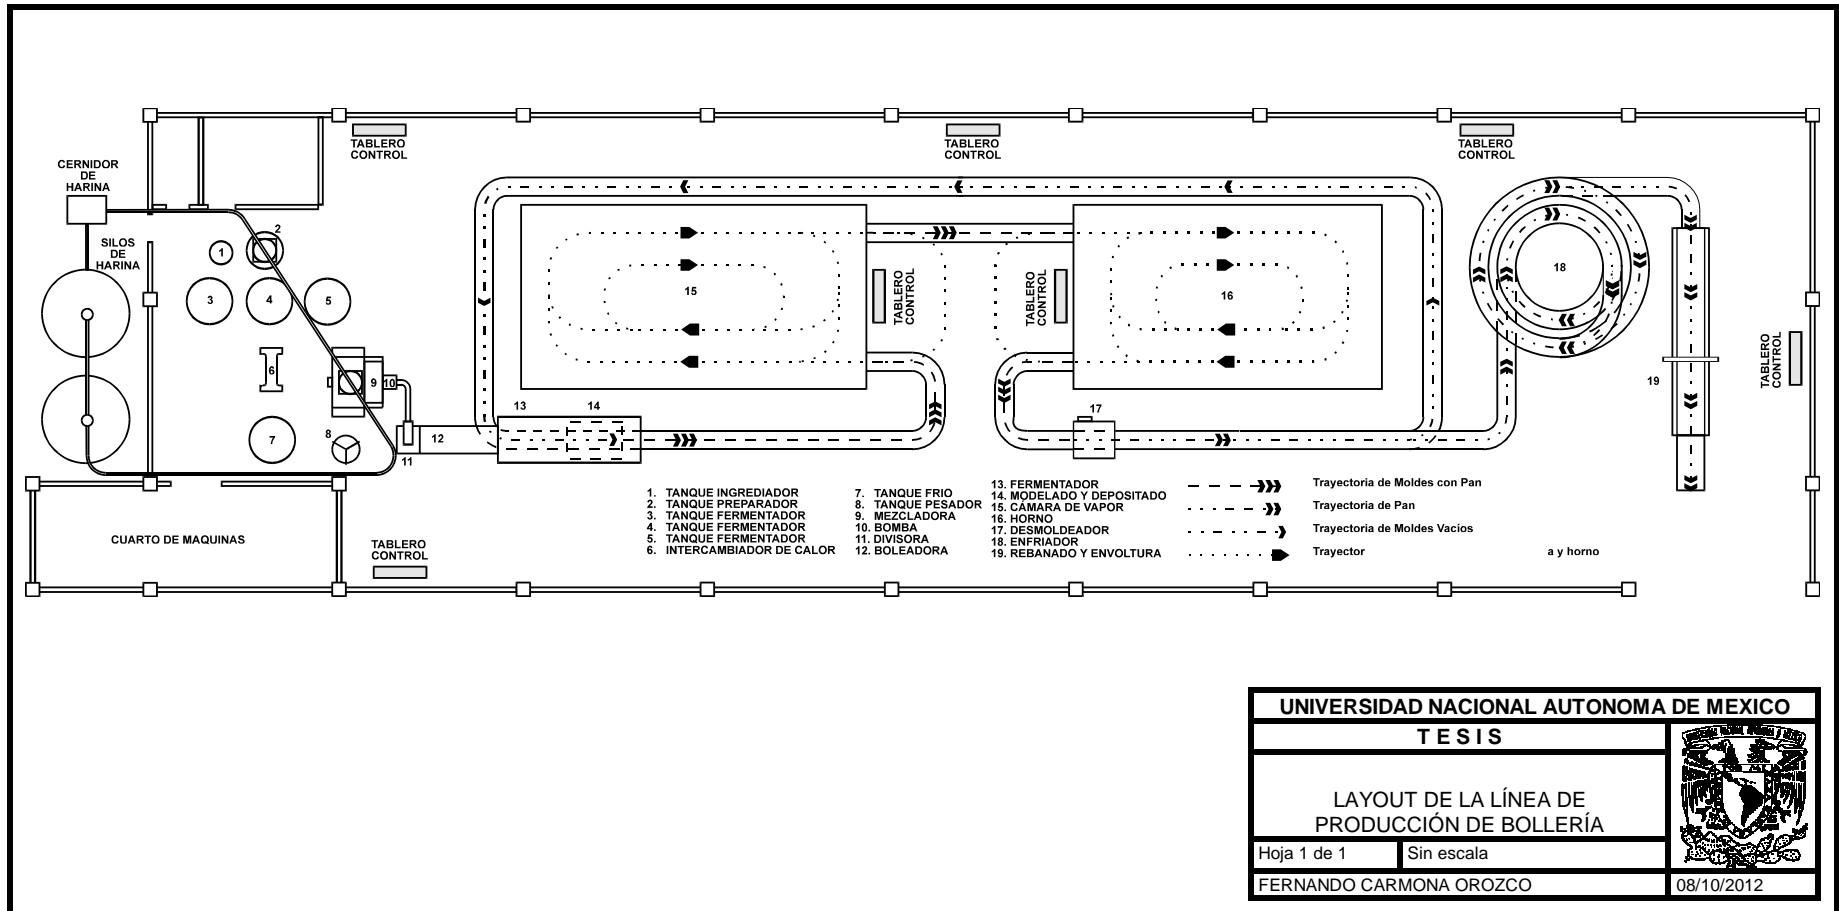 TABLERO
CONTROL
TABLERO
CONTROL
TABLERO
CONTROL
CERNIDOR
DE
HARINA
SILOS
DE
HARINA
2
1
3
4
5
6
9
10
7
8
11
12
13
14
15
TABLERO
CONTROL
TABLERO
CONTROL
16
17
18
19
TABLERO
CONTROL
CUARTO DE MAQUINAS
TABLERO
CONTROL
1. TANQUE INGREDIADOR
2. TANQUE PREPARADOR
3. TANQUE FERMENTADOR
4. TANQUE FERMENTADOR
5. TANQUE FERMENTADOR
6. INTERCAMBIADOR DE CALOR
7. TANQUE FRIO
8. TANQUE PESADOR
9. MEZCLADORA
10. BOMBA
11. DIVISORA
12. BOLEADORA
13. FERMENTADOR
14. MODELADO Y DEPOSITADO
15. CÁMARA DE VAPOR
16. HORNO
17. DESMOLDEADOR
18. ENFRIADOR
19. REBANADO Y ENVOLTURA
Trayectoria de Moldes con Pan
Trayectoria de Pan
Trayectoria de Moldes Vacios
Trayector a y horno
UNIVERSIDAD NACIONAL AUTONOMA DE MEXICO
T E S I S
LAYOUT DE LA LÍNEA DE
PRODUCCIÓN DE BOLLERÍA
Hoja 1 de 1
Sin escala
FERNANDO CARMONA OROZCO
08/10/2012